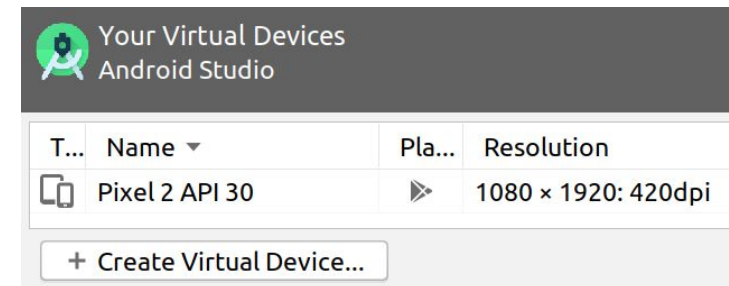 Your Virtual Devices
Android Studio
T... Name Pla... Resolution
Pixel 2 API 30 1080 × 1920: 420dpi
+ Create Virtual Device...